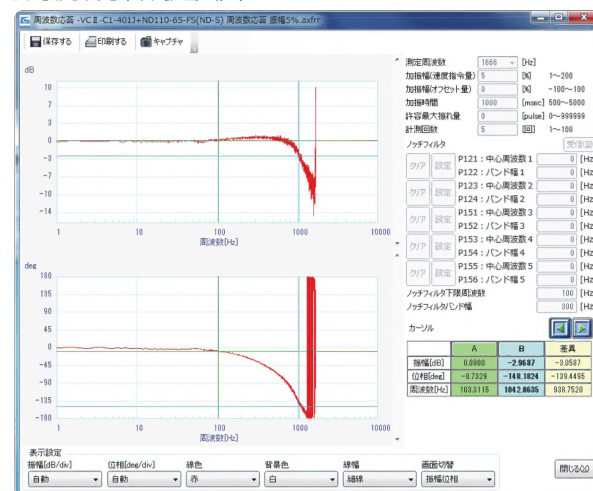 周波数応答 -VCⅡ-C1-401J+ND110-65-FS(ND-S) 周波数応答 振幅5%.axfrr
保存する 印刷する キャプチャ
dB
10
7
3
0
-3
-7
-10
-14
1 10 100 1000 10000
周波数[Hz]
deg
180
135
90
45
0
-45
-90
-135
-180
1 10 100 1000 10000
周波数[Hz]
測定周波数 1666 [Hz]
加振幅(速度指令量) 5 [%] 1～200
加振幅(オフセット量) 0 [%] -100～100
加振時間 1000 [msec] 500～5000
許容最大振れ量 0 [pulse] 0～999999
計測回数 5 [回] 1～100
ノッチフィルタ 受信(U)
クリア 設定 P121：中心周波数1 0 [Hz
P122：バンド幅1 0 [Hz
クリア 設定 P123：中心周波数2 0 [Hz
P124：バンド幅2 0 [Hz
クリア 設定 P151：中心周波数3 0 [Hz
P152：バンド幅3 0 [Hz
クリア 設定 P153：中心周波数4 0 [Hz
P154：バンド幅4 0 [Hz
クリア 設定 P155：中心周波数5 0 [Hz
P156：バンド幅5 0 [Hz
ノッチフィルタ下限周波数 100 [Hz
ノッチフィルタバンド幅 300 [Hz
カーソル
A B 差異
振幅[dB] 0.0900 -2.9687 -3.0587
位相[deg] -8.7329 -148.1824 -139.4495
周波数[Hz] 103.3115 1042.0635 938.7520
表示設定
振幅[dB/div] 位相[deg/div] 線色 背景色 線幅 画面切替
自動 自動 赤 白 細線 振幅位相
閉じる(X)